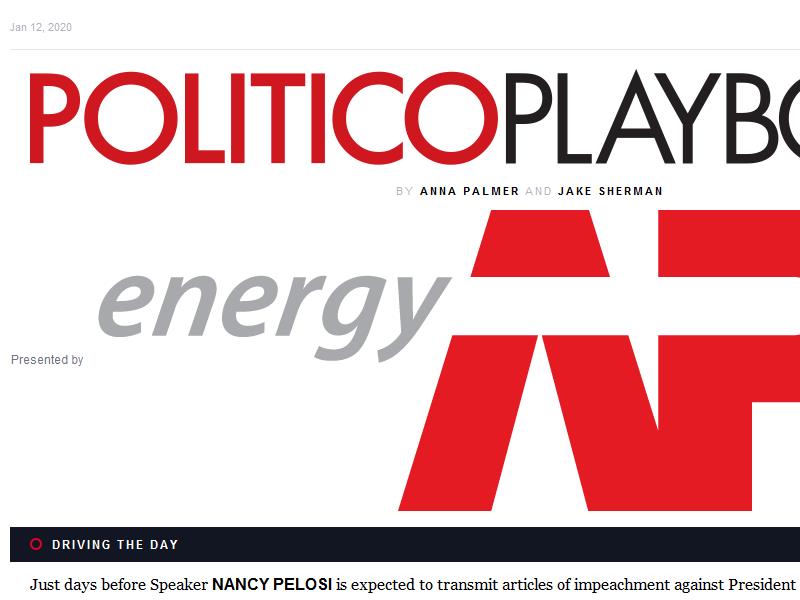 Jan 12, 2020
POLITICOPLAYBO
BY ANNA PALMER AND JAKE SHERMAN
energy
AP
Presented by
DRIVING THE DAY
Just days before Speaker NANCY PELOSI is expected to transmit articles of impeachment against President